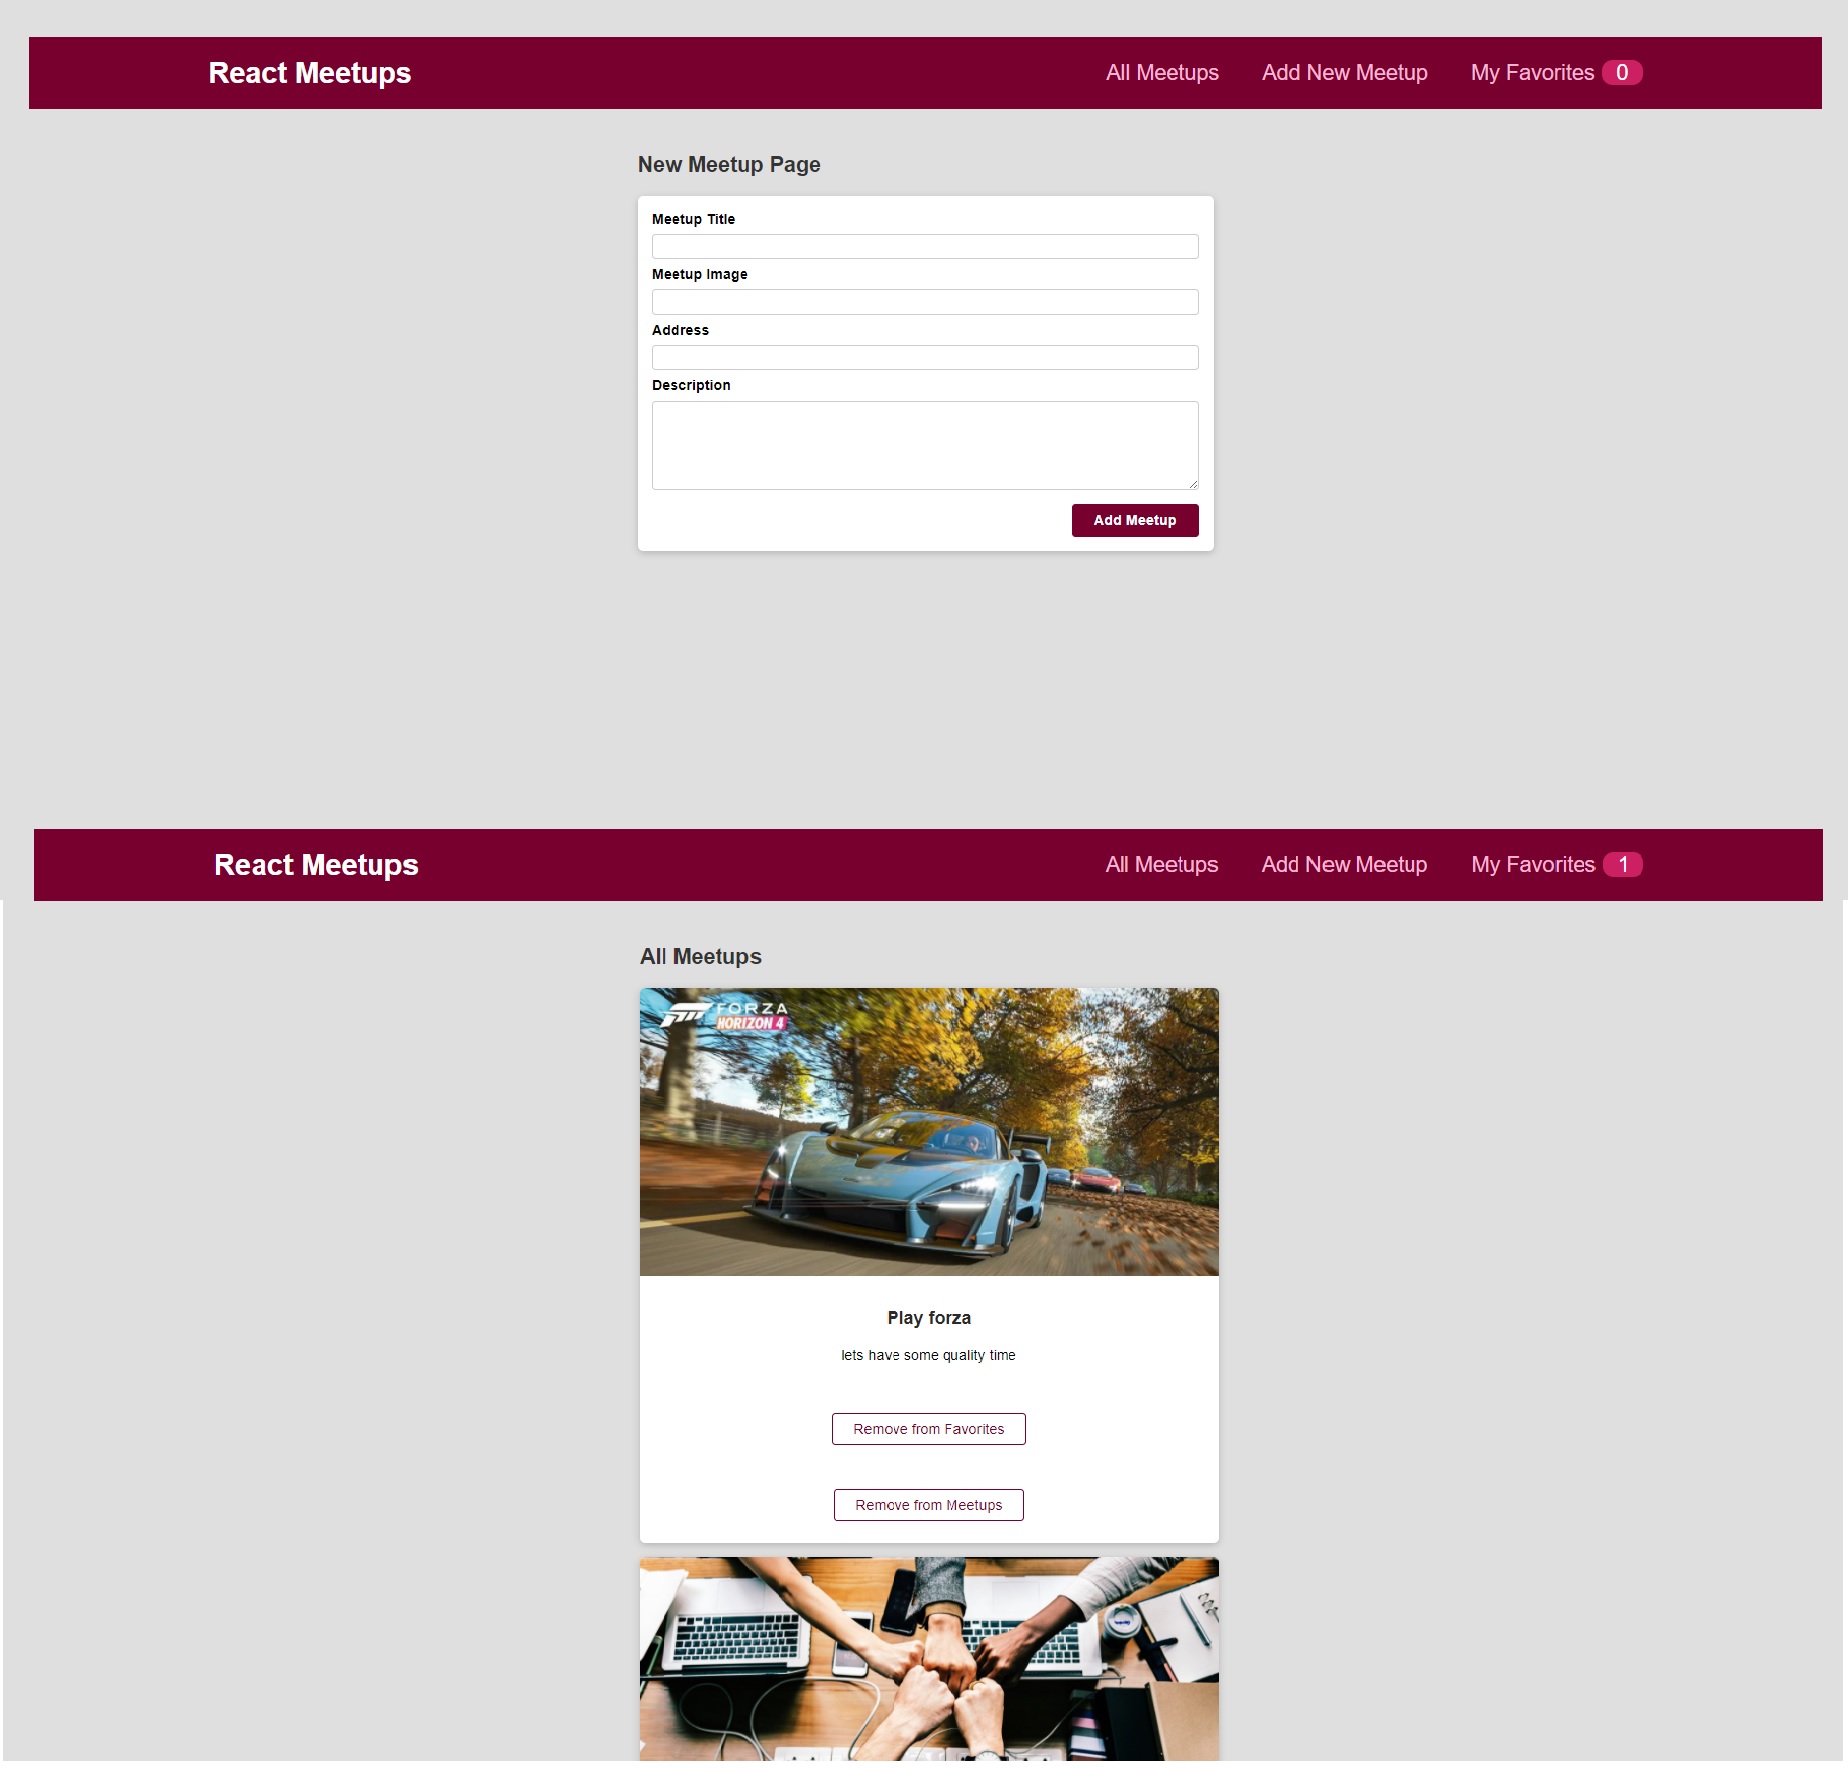 React Meetups
All Meetups Add New Meetup My Favorites 0
New Meetup Page
Meetup Title
Meetup Image
Address
Description
Add Meetup
React Meetups
All Meetups Add New Meetup My Favorites 1
All Meetups
FORZA
HORIZON 4
Play forza
lets have some quality time
Remove from Favorites
Remove from Meetups